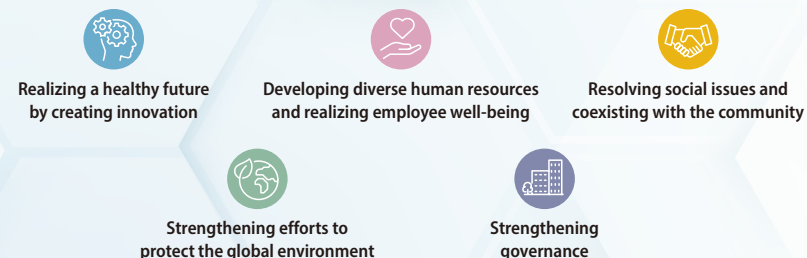 Realizing a healthy future
by creating innovation
Developing diverse human resources
and realizing employee well-being
Resolving social issues and
coexisting with the community
Strengthening efforts to
protect the global environment
Strengthening
governance